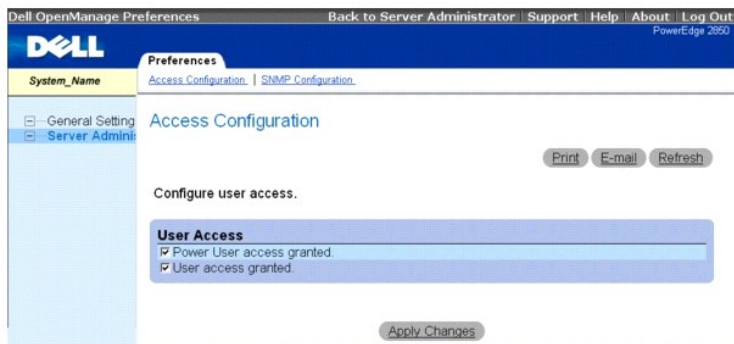 Dell OpenManage Preferences Back to Server Administrator | Support | Help | About | Log Out
PowerEdge 2850
DELL
Preferences
System_Name Access Configuration | SNMP Configuration
General Setting
Server Adminis
Access Configuration
Print E-mail Refresh
Configure user access.
User Access
Power User access granted.
User access granted.
Apply Changes